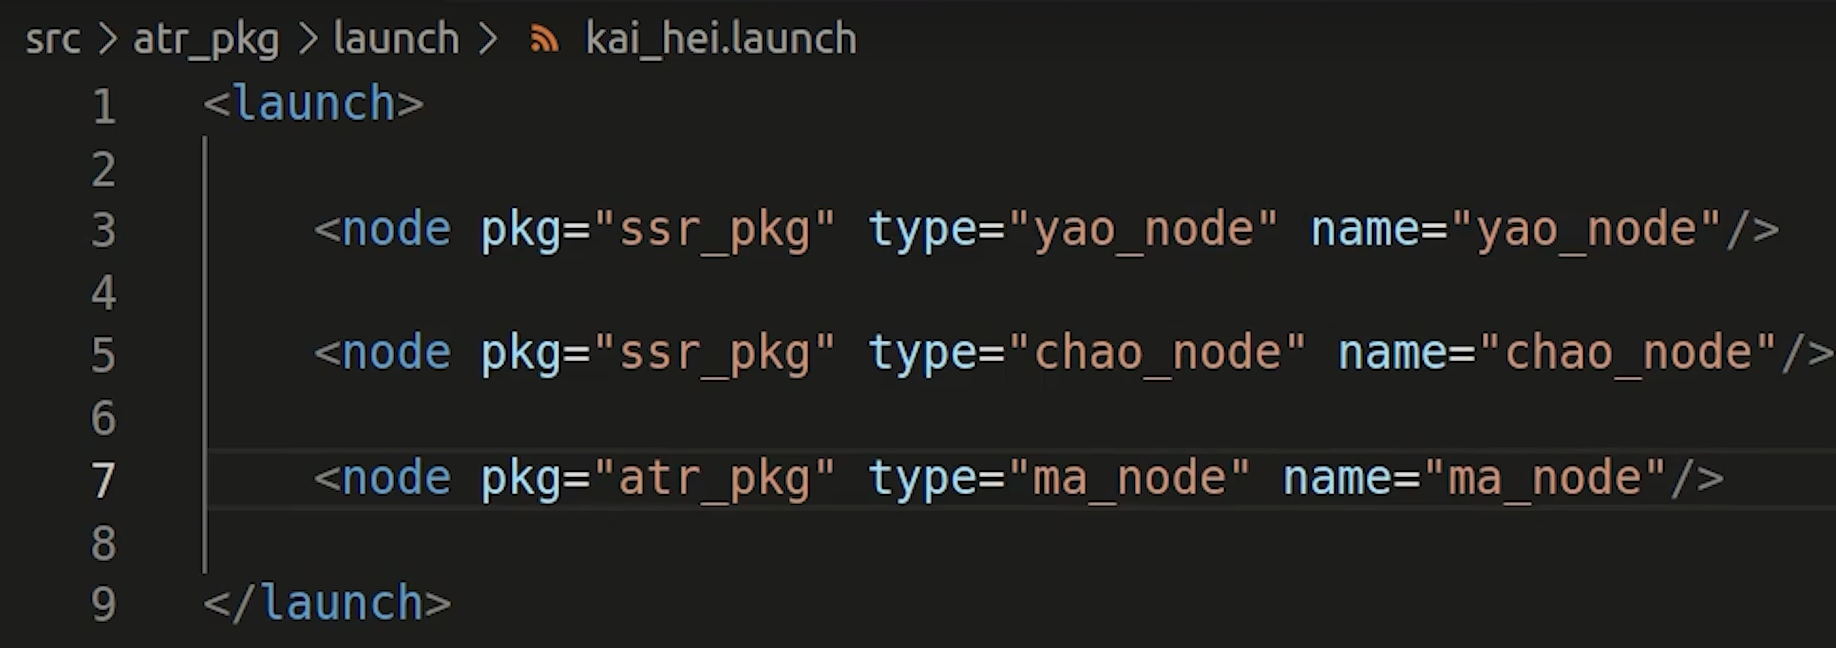 src > atr_pkg > launch > kai_hei.launch
1 <launch>
2
3 <node pkg="ssr_pkg" type="yao_node" name="yao_node"/>
4
5 <node pkg="ssr_pkg" type="chao_node" name="chao_node"/>
6
7 <node pkg="atr_pkg" type="ma_node" name="ma_node"/>
8
9 </launch>